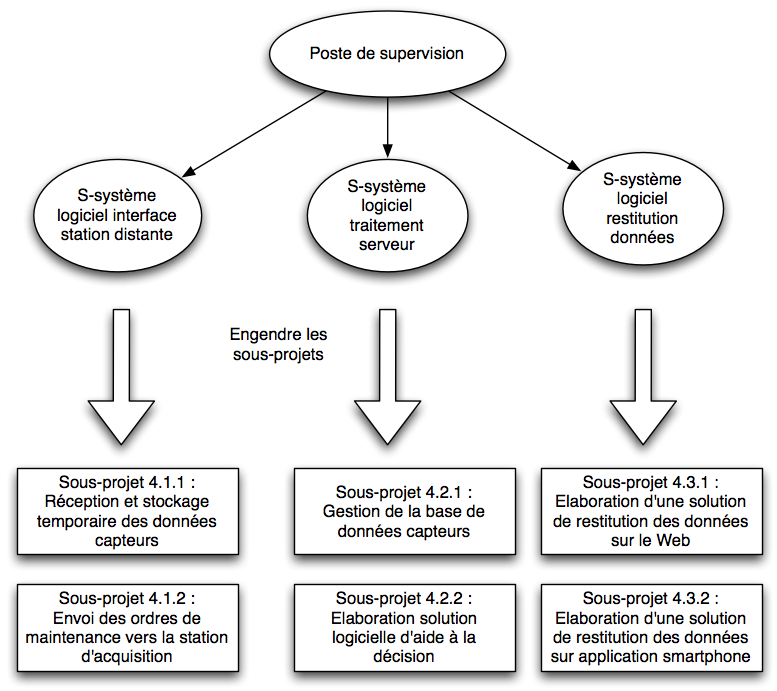 Poste de supervision
S-système
logiciel interface
station distante
S-système
logiciel
traitement
serveur
S-système
logiciel
restitution
données
Engendre les
sous-projets
Sous-projet 4.1.1 :
Réception et stockage
temporaire des données
capteurs
Sous-projet 4.2.1 :
Gestion de la base de
données capteurs
Sous-projet 4.3.1 :
Elaboration d'une solution
de restitution des données
sur le Web
Sous-projet 4.1.2 :
Envoi des ordres de
maintenance vers la station
d'acquisition
Sous-projet 4.2.2 :
Elaboration solution
logicielle d'aide à la
décision
Sous-projet 4.3.2 :
Elaboration d'une solution
de restitution des données
sur application smartphone